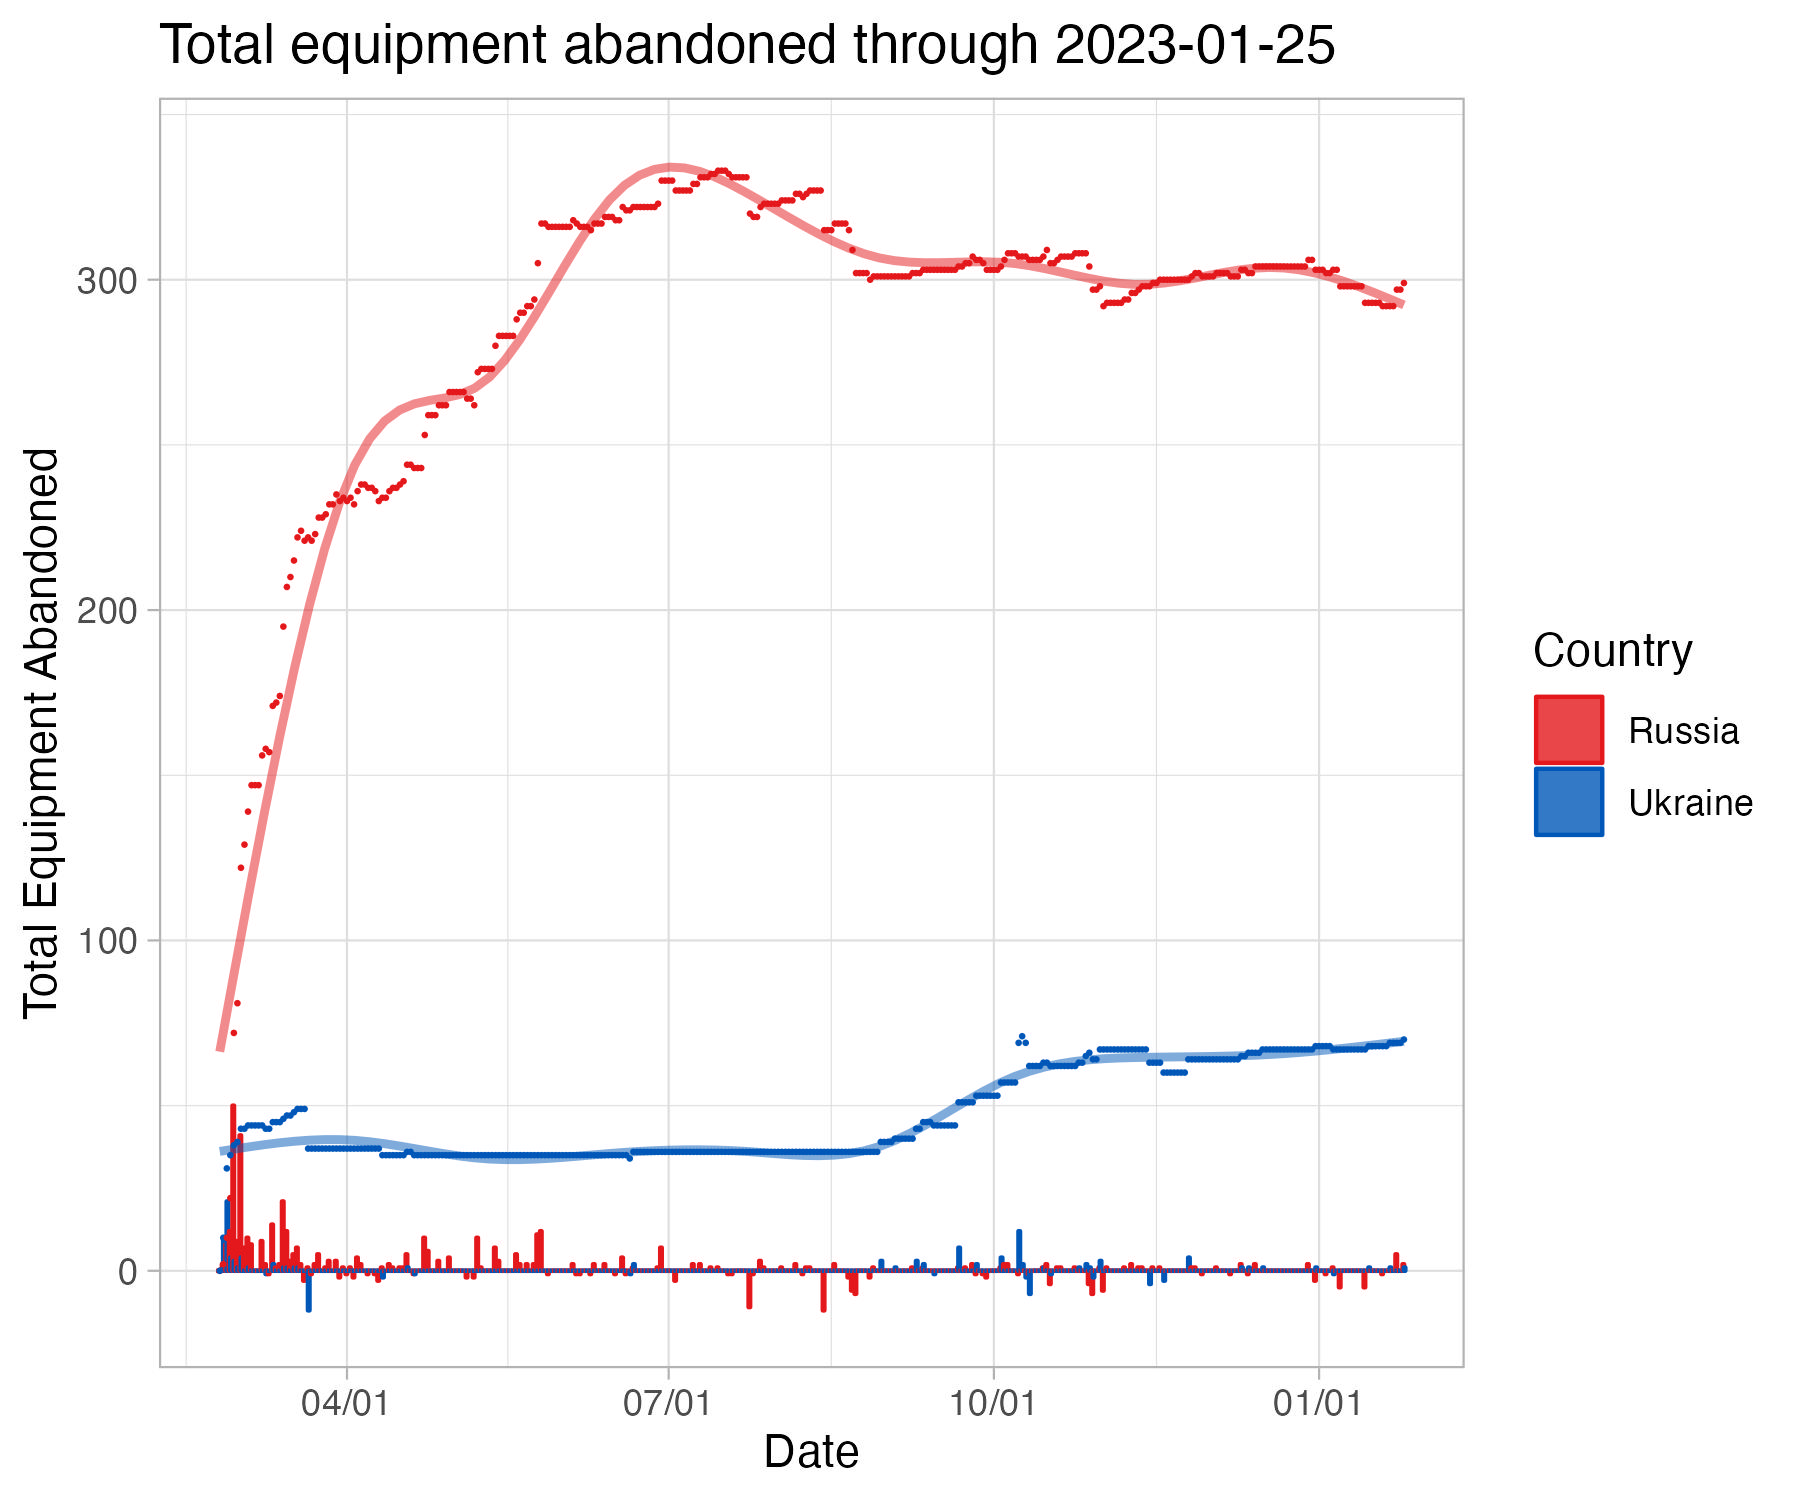 Total equipment abandoned through 2023-01-25
Total Equipment Abandoned
300
200
100
0
04/01
07/01
10/01
01/01
Date
Country
Russia
Ukraine